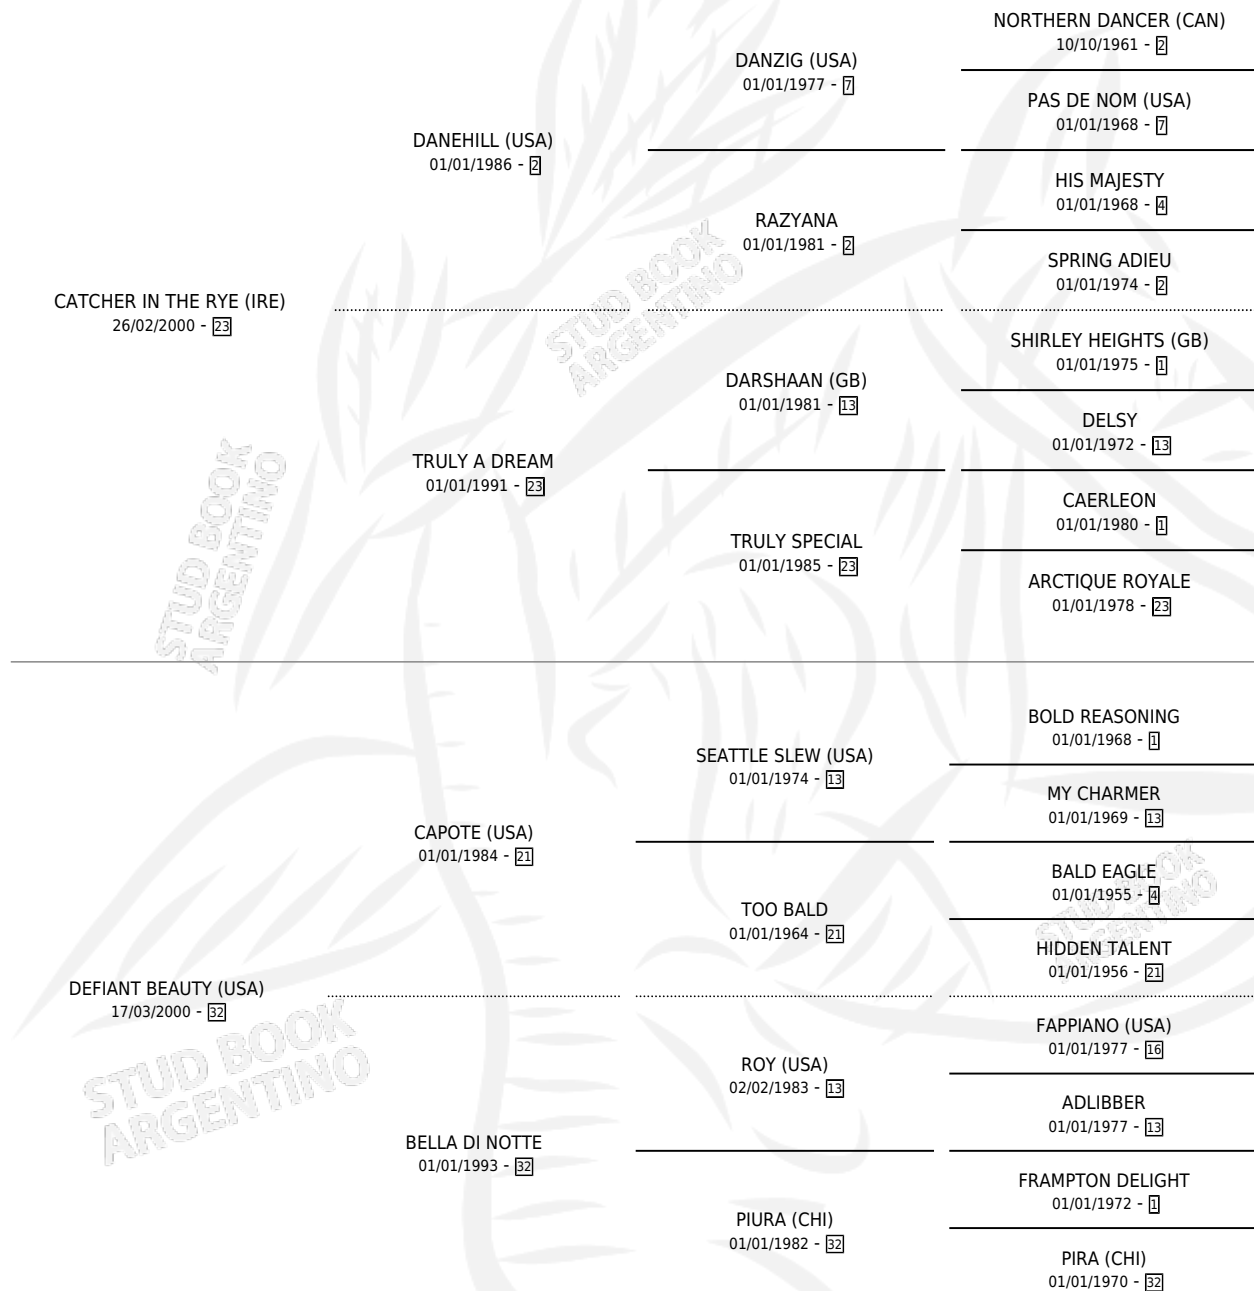 NORTHERN DANCER (CAN)
10/10/1961 - 2
DANZIG (USA)
01/01/1977 - 7
PAS DE NOM (USA)
01/01/1968 - 7
DANEHILL (USA)
01/01/1986 - 2
HIS MAJESTY
01/01/1968 - 4
RAZYANA
01/01/1981 - 2
SPRING ADIEU
01/01/1974 - 2
CATCHER IN THE RYE (IRE)
26/02/2000 - 23
STUD BOOK
ARGENTINO
SHIRLEY HEIGHTS (GB)
01/01/1975 - 1
DARSHAAN (GB)
01/01/1981 - 13
DELSY
01/01/1972 - 13
TRULY A DREAM
01/01/1991 - 23
CAERLEON
01/01/1980 - 1
TRULY SPECIAL
01/01/1985 - 23
ARCTIQUE ROYALE
01/01/1978 - 23
STUD BOOK
ARGENTINO
BOLD REASONING
01/01/1968 - 1
SEATTLE SLEW (USA)
01/01/1974 - 13
MY CHARMER
01/01/1969 - 13
CAPOTE (USA)
01/01/1984 - 21
BALD EAGLE
01/01/1955 - 4
TOO BALD
01/01/1964 - 21
HIDDEN TALENT
01/01/1956 - 21
STUD BOOK
ARGENTINO
DEFIANT BEAUTY (USA)
17/03/2000 - 32
FAPPIANO (USA)
01/01/1977 - 16
ROY (USA)
02/02/1983 - 13
ADLIBBER
01/01/1977 - 13
STUD BOOK
ARGENTINO
BELLA DI NOTTE
01/01/1993 - 32
FRAMPTON DELIGHT
01/01/1972 - 1
PIURA (CHI)
01/01/1982 - 32
PIRA (CHI)
01/01/1970 - 32